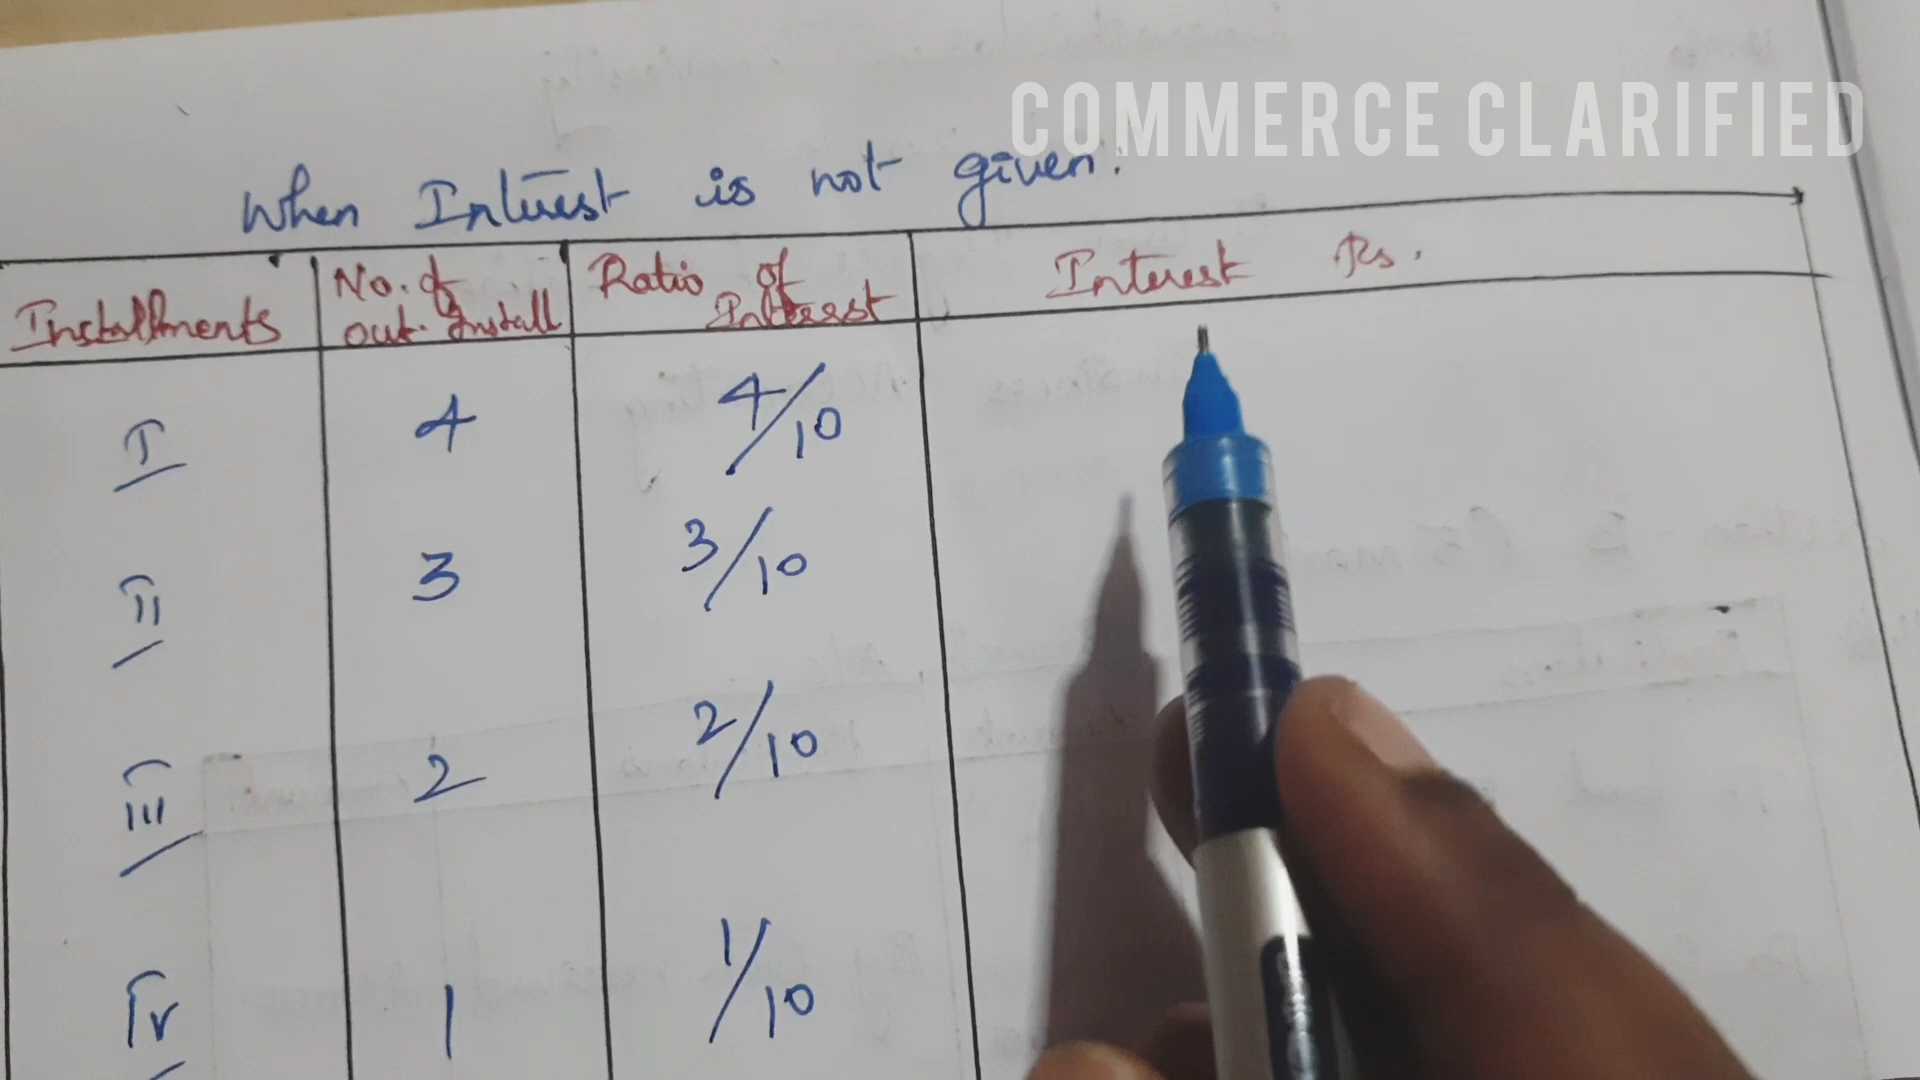 COMMERCE CLARIFIED
When Interest is not given:
Installments No. of out. Install Ratio of Interest Interest Rs.
I 4 4/10
II 3 3/10
III 2 2/10
IV 1 1/10